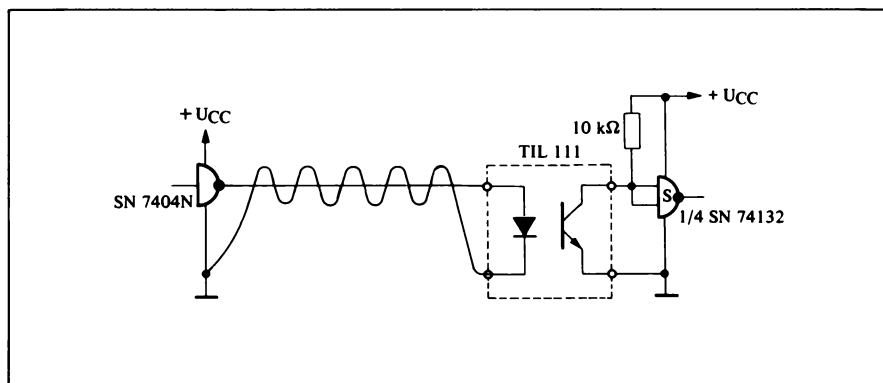 + UCC
+ UCC
10 kΩ
TIL 111
SN 7404N
S
1/4 SN 74132